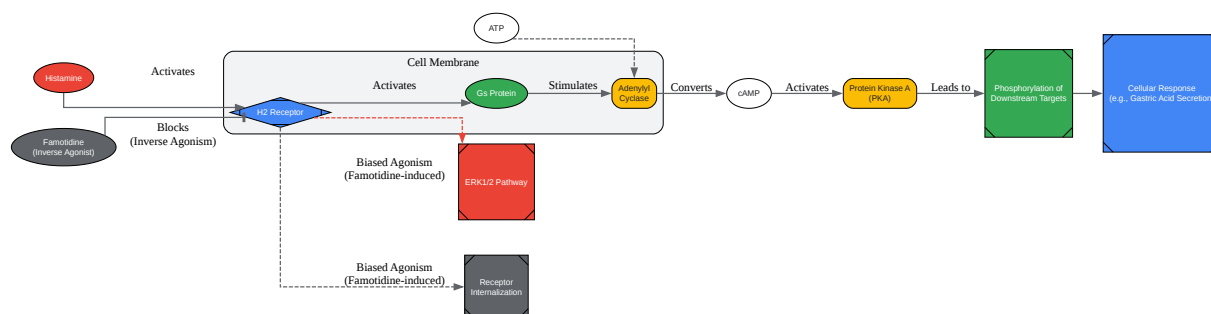 ATP
Cell Membrane
Histamine
Activates
Activates
Gs Protein
Stimulates
Adenylyl
Cyclase
Converts
cAMP
Activates
Protein Kinase A
(PKA)
Leads to
Phosphorylation of
Downstream Targets
Cellular Response
(e.g., Gastric Acid Secretion)
H2 Receptor
Famotidine
(Inverse Agonist)
Blocks
(Inverse Agonism)
Biased Agonism
(Famotidine-induced)
ERK1/2 Pathway
Biased Agonism
(Famotidine-induced)
Receptor
Internalization